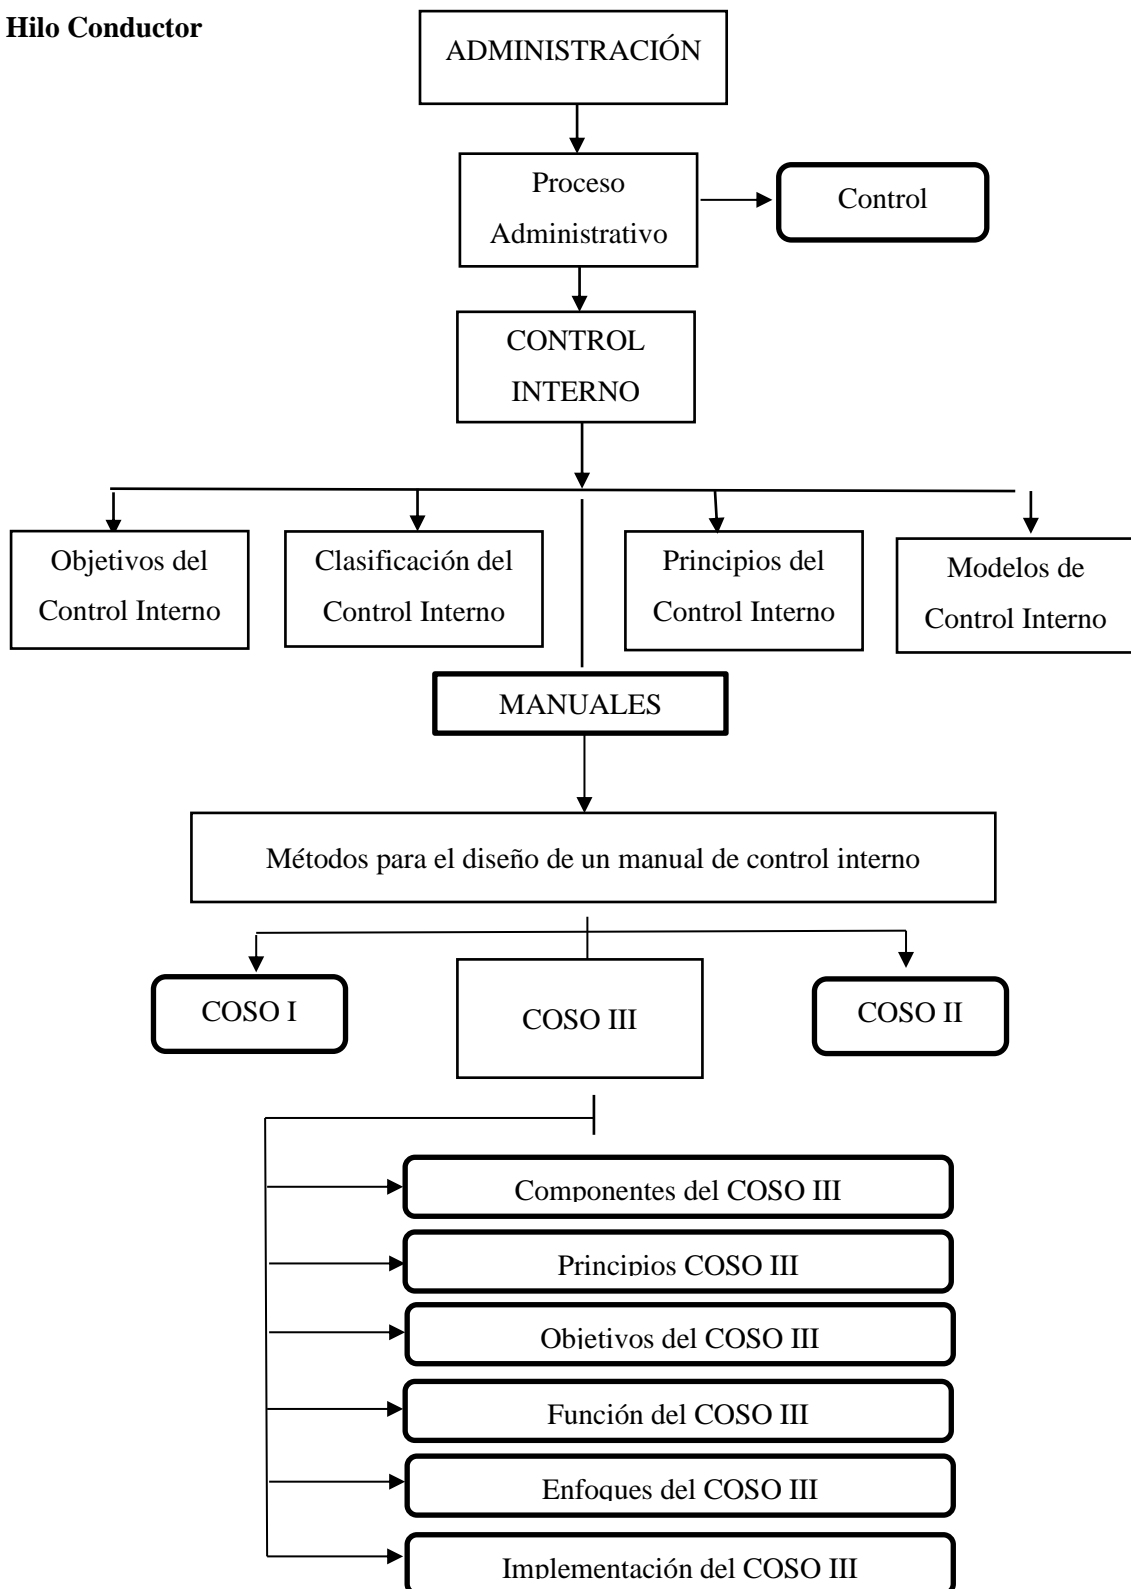 Hilo Conductor
ADMINISTRACIÓN
Proceso
Administrativo
Control
CONTROL
INTERNO
Objetivos del
Control Interno
Clasificación del
Control Interno
Principios del
Control Interno
Modelos de
Control Interno
MANUALES
Métodos para el diseño de un manual de control interno
COSO I
COSO III
COSO II
Componentes del COSO III
Principios COSO III
Objetivos del COSO III
Función del COSO III
Enfoques del COSO III
Implementación del COSO III